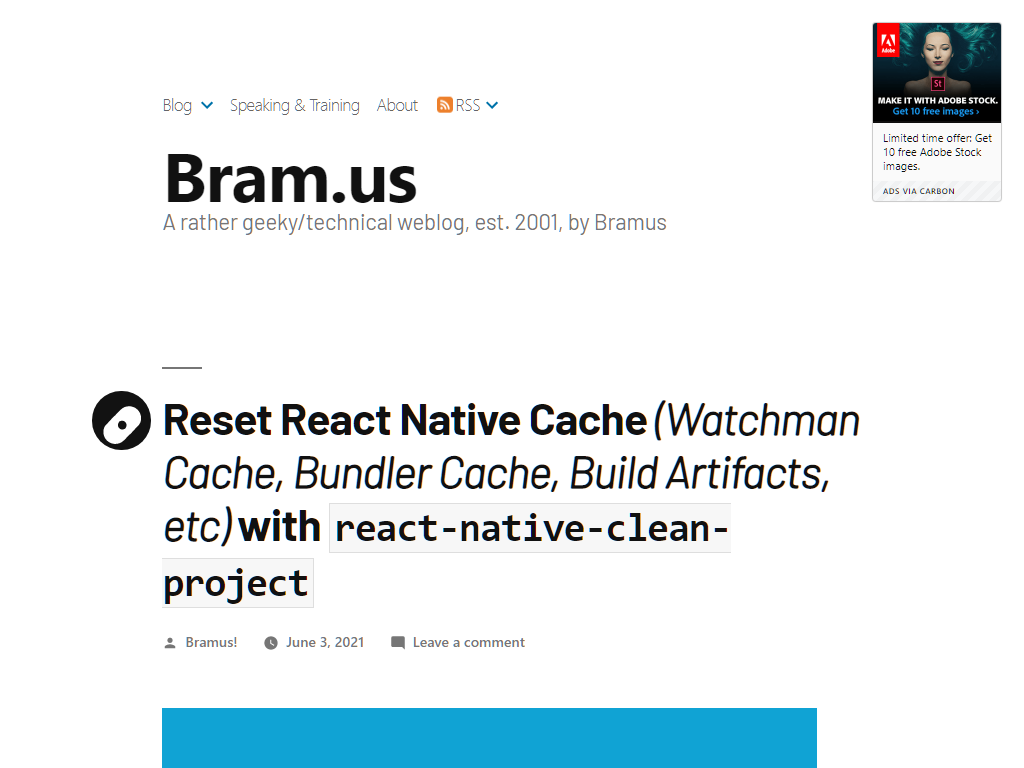 Blog
Speaking & Training
About
RSS
Bram.us
A rather geeky/technical weblog, est. 2001, by Bramus
Adobe
St
MAKE IT WITH ADOBE STOCK.
Get 10 free images ›
Limited time offer: Get
10 free Adobe Stock
images.
ADS VIA CARBON
Reset React Native Cache (Watchman
Cache, Bundler Cache, Build Artifacts,
etc) with react-native-clean-
project
Bramus!
June 3, 2021
Leave a comment